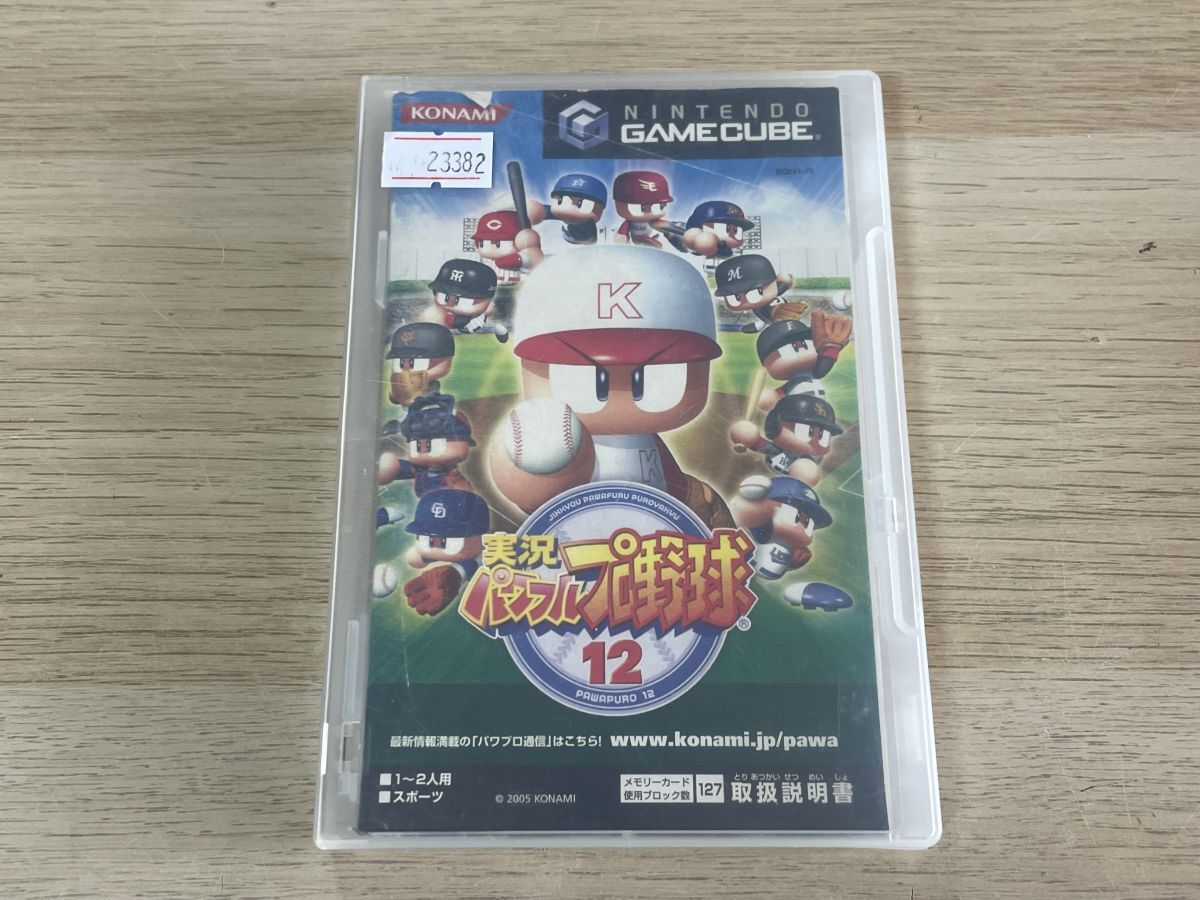 KONAMI
NINTENDO
GAMECUBE
23382
K
K
JIKKYOU PAWAFURU PUROYAKYU
実況
パワフルプロ野球
12
PAWAPURO 12
最新情報満載の「パワプロ通信」はこちら! www.konami.jp/pawa
■1～2人用
■スポーツ
© 2005 KONAMI
メモリーカード
使用ブロック数
127
とり あつかい せつ めい しょ
取扱説明書